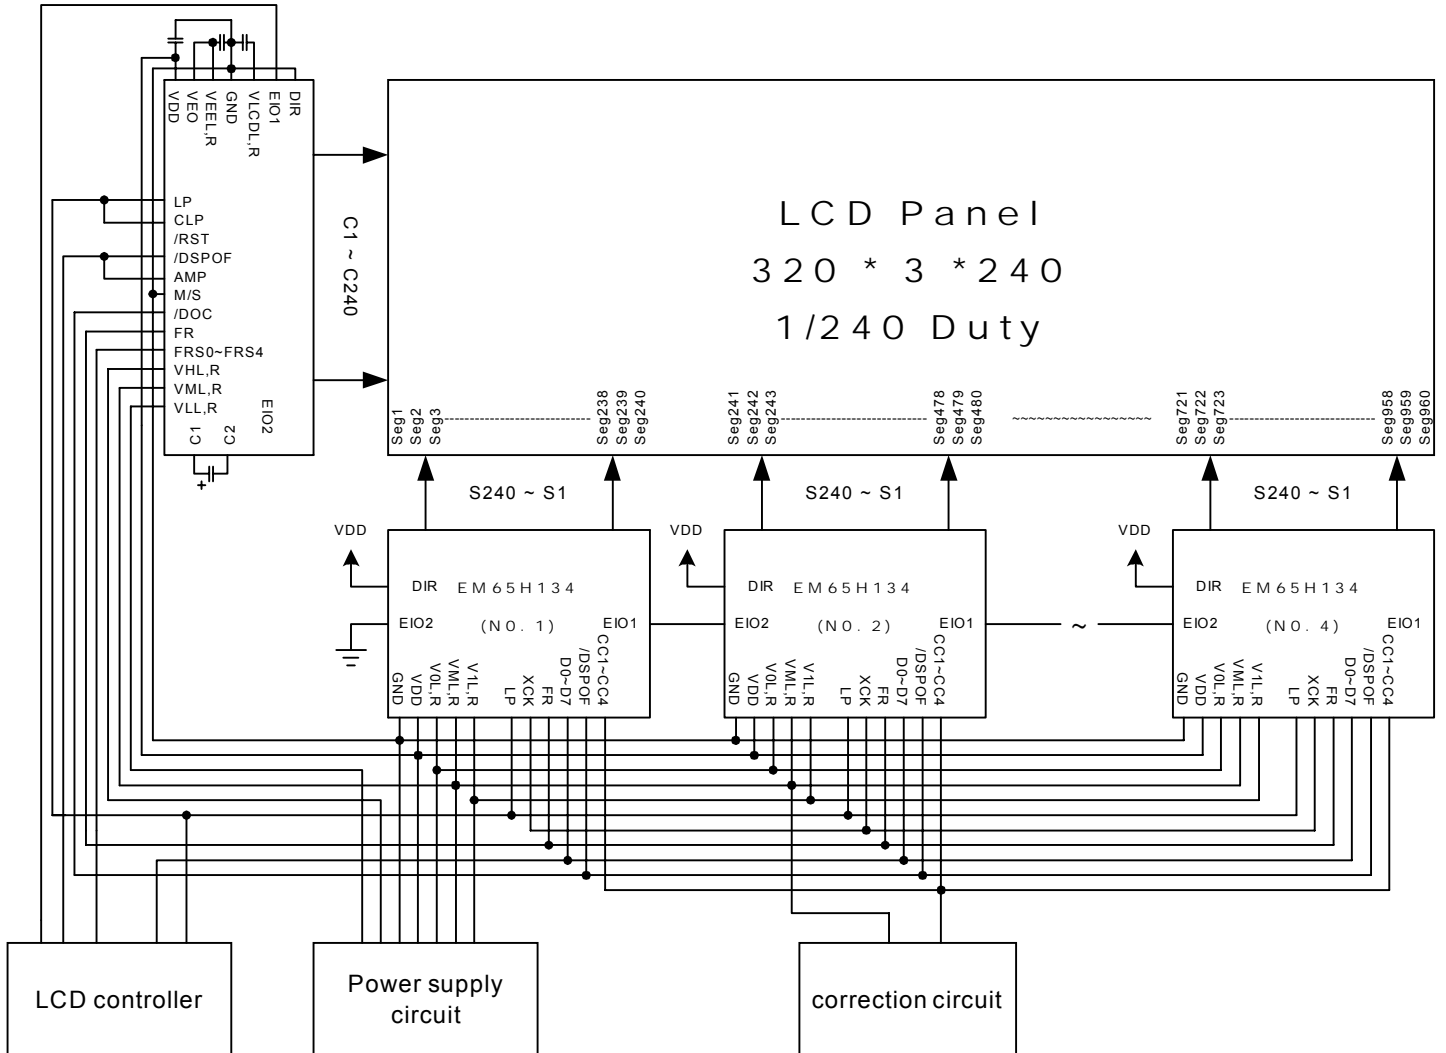 VDD
VEO
VEEL,R
GND
VLCDL,R
EIO1
DIR
LP
CLP
/RST
/DSPOF
AMP
M/S
/DOC
FR
FRS0~FRS4
VHL,R
VML,R
VLL,R
C1
C2
EIO2
+
C1 ~ C240
LCD Panel
320 * 3 *240
1/240 Duty
Seg1
Seg2
Seg3
Seg238
Seg239
Seg240
Seg241
Seg242
Seg243
Seg478
Seg479
Seg480
Seg721
Seg722
Seg723
Seg958
Seg959
Seg960
S240 ~ S1
S240 ~ S1
S240 ~ S1
VDD
DIR
EM65H134
EIO2
(NO. 1)
EIO1
GND
VDD
V0L,R
VML,R
V1L,R
LP
XCK
FR
D0~D7
/DSPOF
CC1~CC4
VDD
DIR
EM65H134
EIO2
(NO. 2)
EIO1
GND
VDD
V0L,R
VML,R
V1L,R
LP
XCK
FR
D0~D7
/DSPOF
CC1~CC4
~
VDD
DIR
EM65H134
EIO2
(NO. 4)
EIO1
GND
VDD
V0L,R
VML,R
V1L,R
LP
XCK
FR
D0~D7
/DSPOF
CC1~CC4
LCD controller
Power supply
circuit
correction circuit